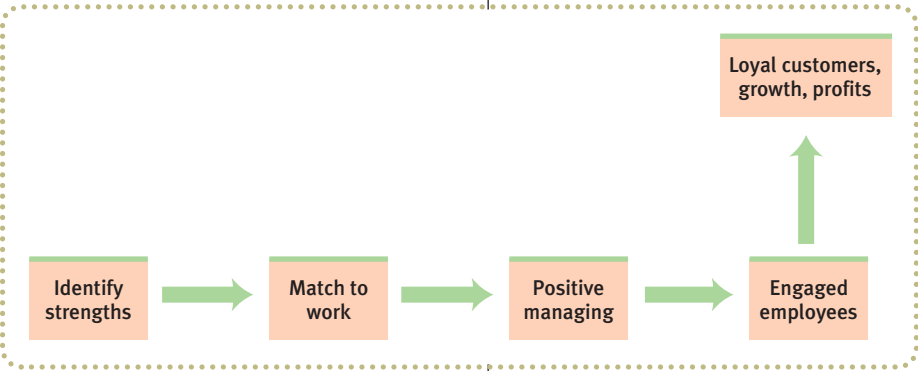 Loyal customers,
growth, profits
Identify
strengths
Match to
work
Positive
managing
Engaged
employees